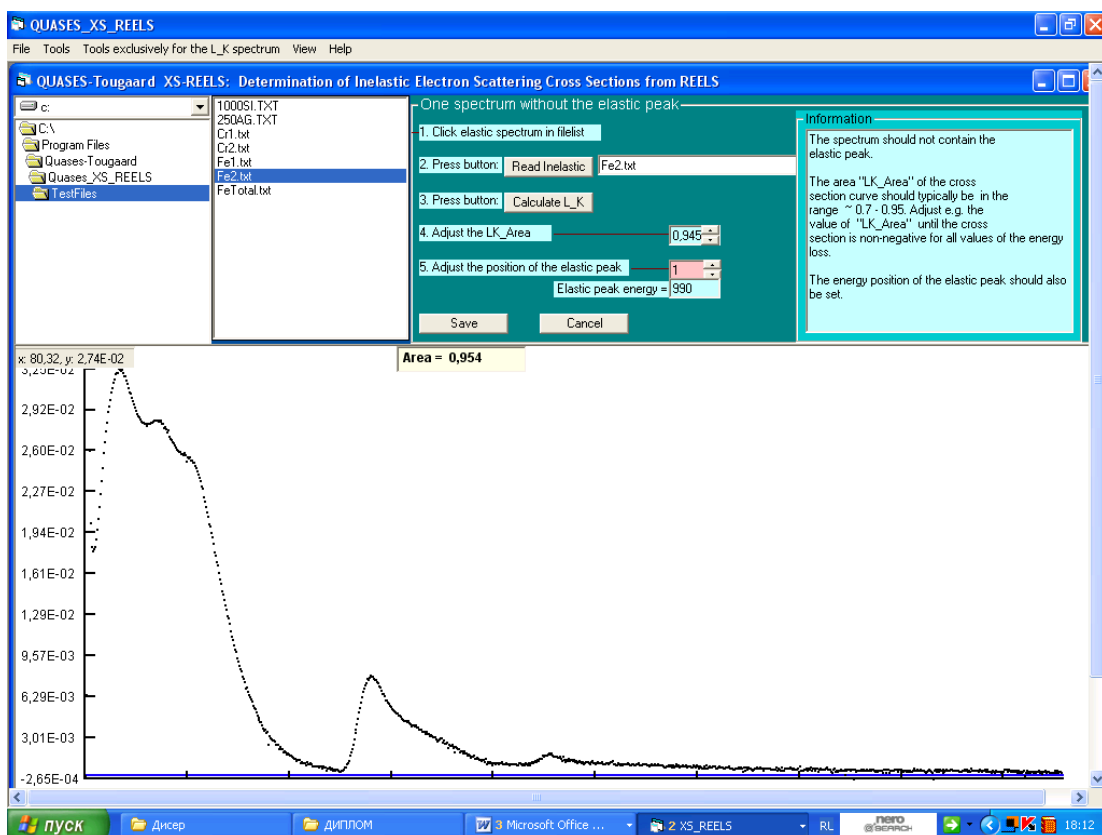 QUASES_XS_REELS
File Tools Tools exclusively for the L_K spectrum View Help
QUASES-Tougaard XS-REELS: Determination of Inelastic Electron Scattering Cross Sections from REELS
c:
C:\
Program Files
Quases-Tougaard
Quases_XS_REELS
TestFiles
1000SI.TXT
250AG.TXT
Cr1.txt
Cr2.txt
Fe1.txt
Fe2.txt
FeTotal.txt
One spectrum without the elastic peak
1. Click elastic spectrum in filelist
2. Press button: Read Inelastic Fe2.txt
3. Press button: Calculate L_K
4. Adjust the LK_Area 0,945
5. Adjust the position of the elastic peak 1
Elastic peak energy = 990
Save Cancel
Information
The spectrum should not contain the
elastic peak.
The area "LK_Area" of the cross
section curve should typically be in the
range ~ 0.7 - 0.95. Adjust e.g. the
value of "LK_Area" until the cross
section is non-negative for all values of the energy
loss.
The energy position of the elastic peak should also
be set.
x: 80,32, y: 2,74E-02
Area = 0,954
3,25E-02
2,92E-02
2,60E-02
2,27E-02
1,94E-02
1,61E-02
1,29E-02
9,57E-03
6,29E-03
3,01E-03
-2,65E-04
пуск Дисер ДИПЛОМ 3 Microsoft Office ... 2 XS_REELS RL nero SEARCH 18:12